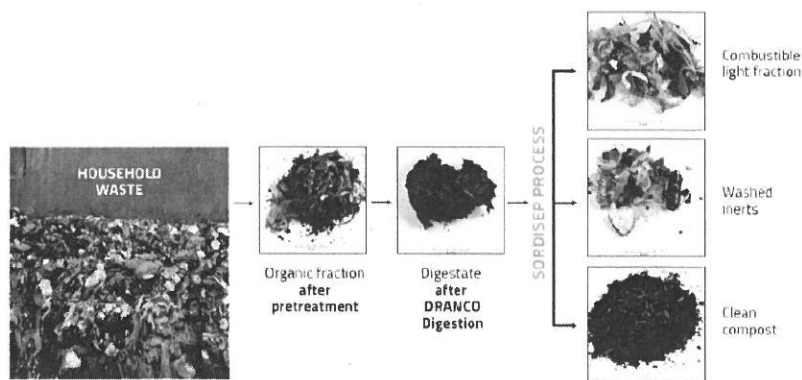 HOUSEHOLD
WASTE
Organic fraction
after
pretreatment
Digestate
after
DRANCO
Digestion
SORDISEP PROCESS
Combustible
light fraction
Washed
inerts
Clean
compost